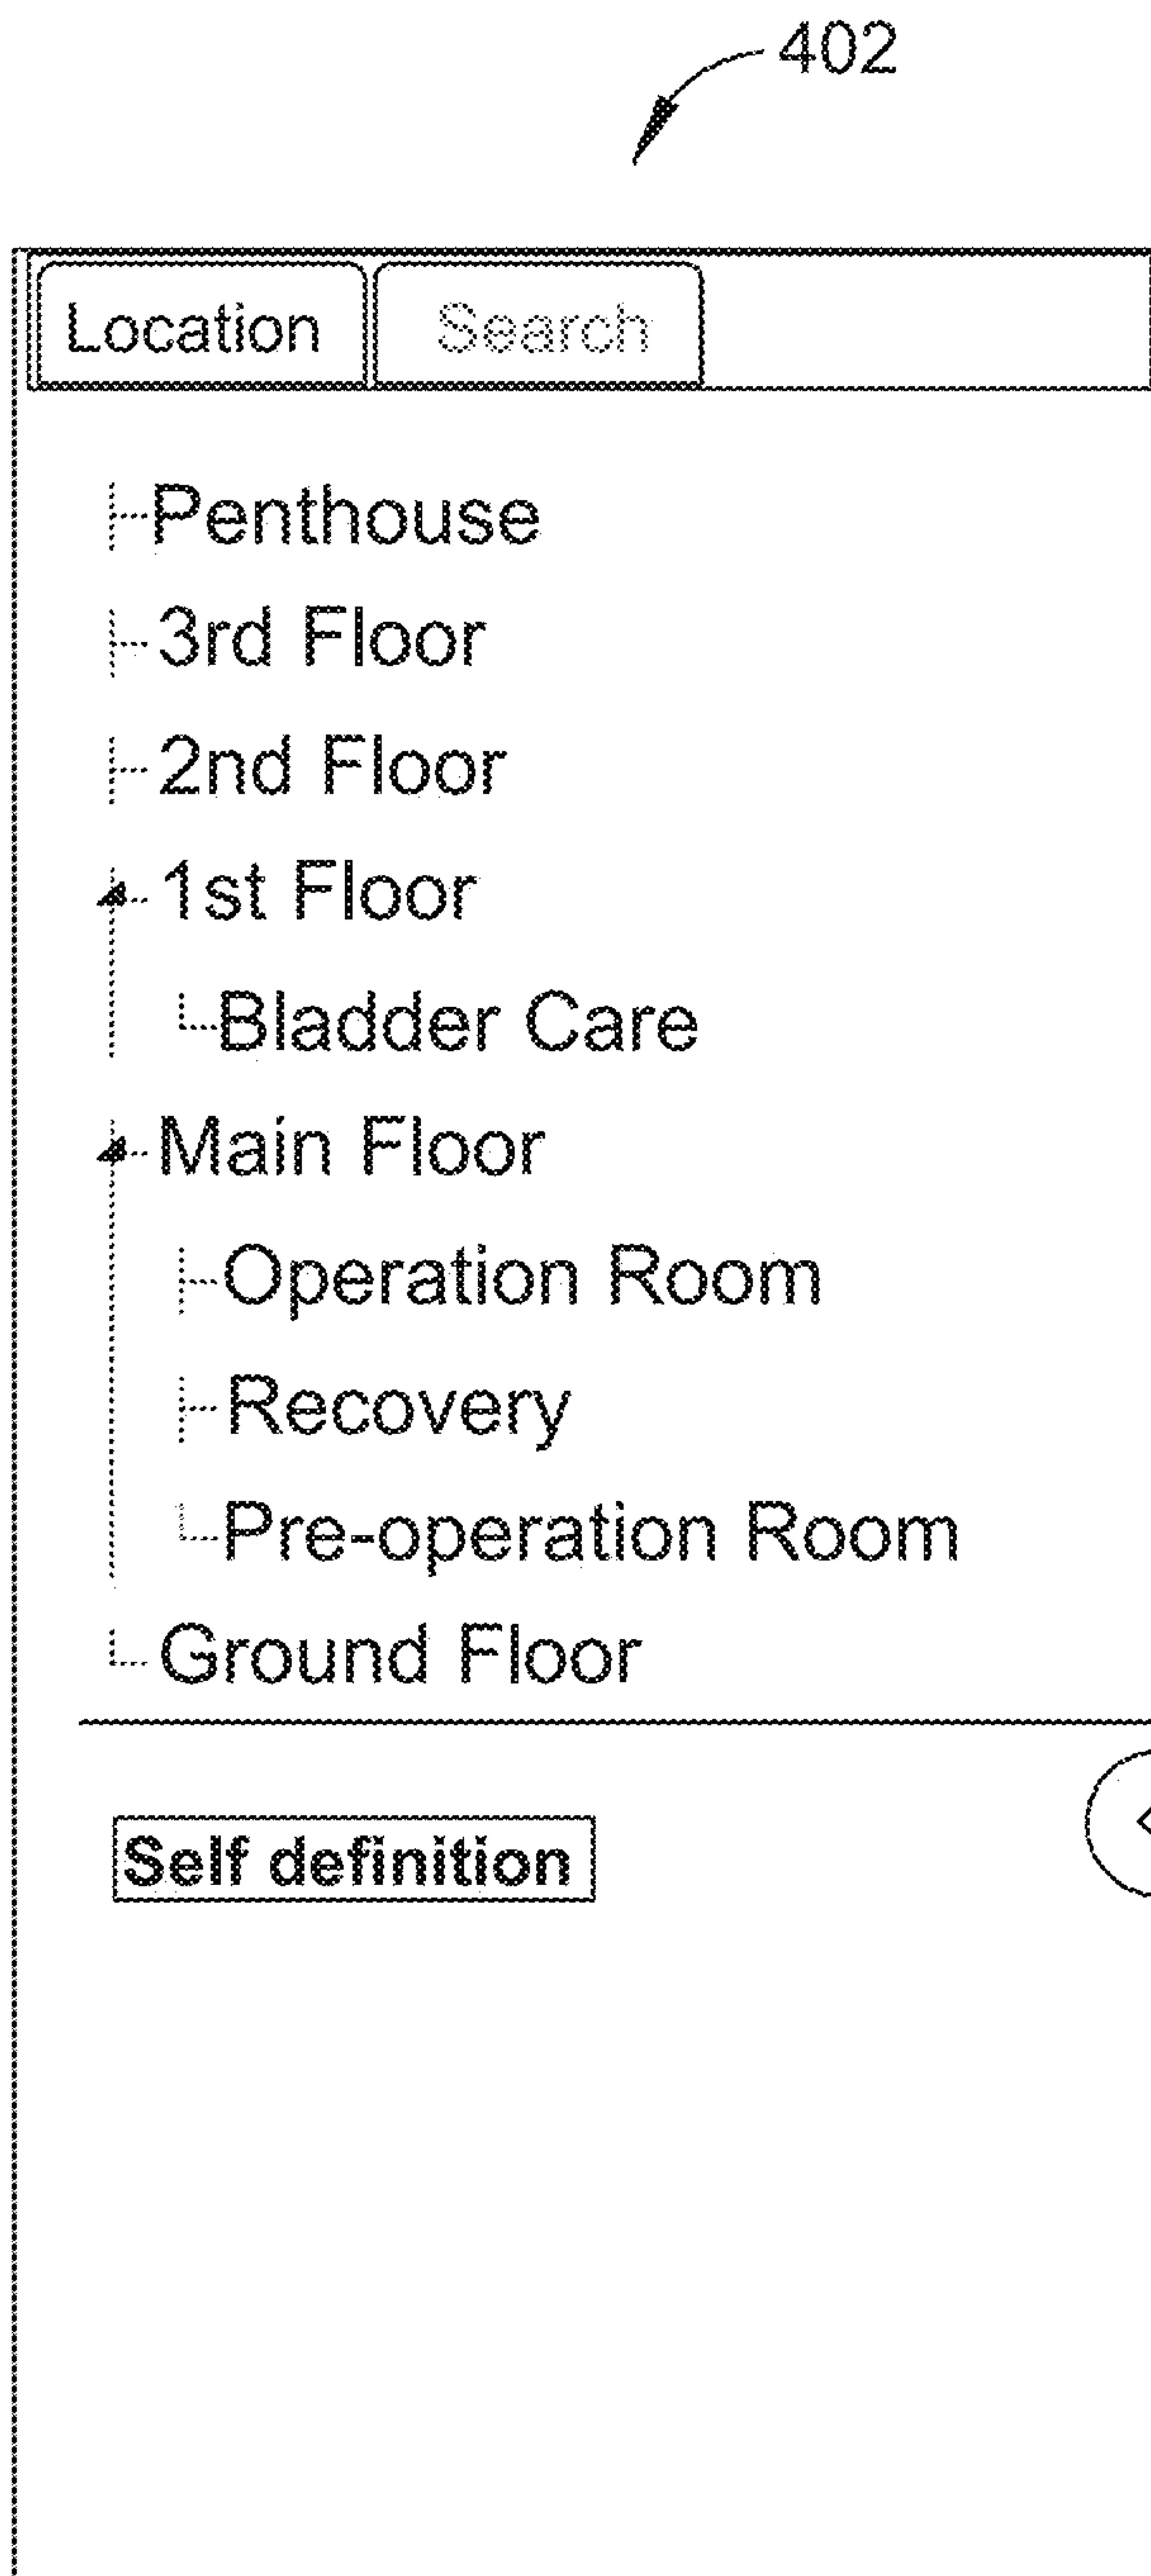 402
Location Search
Penthouse
3rd Floor
2nd Floor
1st Floor
Bladder Care
Main Floor
Operation Room
Recovery
Pre-operation Room
Ground Floor
Self definition